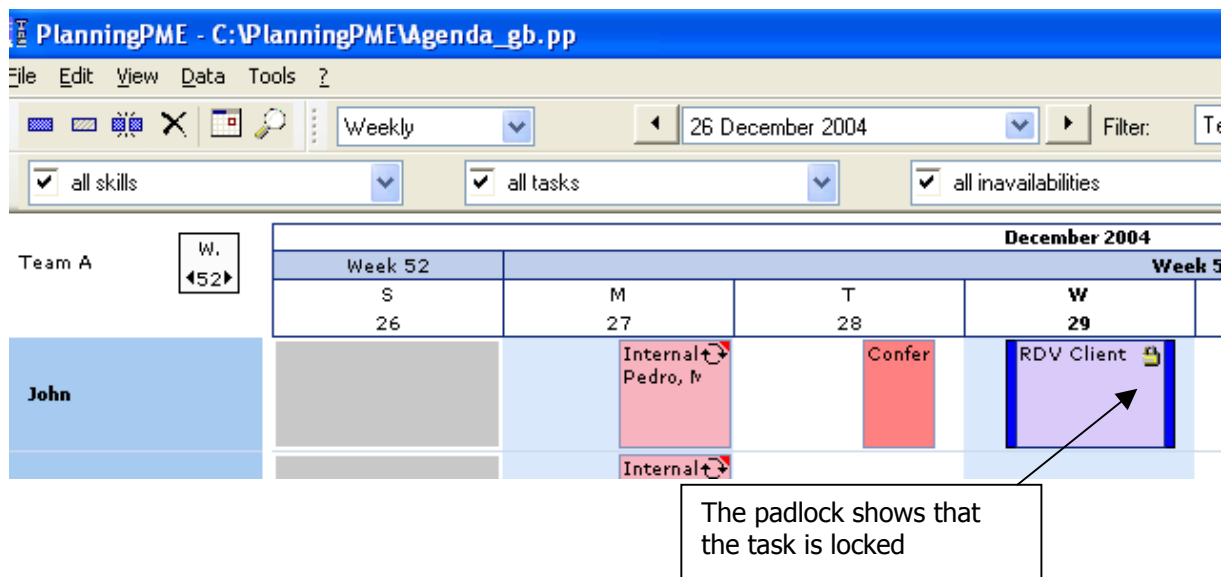 PlanningPME - C:\PlanningPME\Agenda_gb.pp
File Edit View Data Tools ?
Weekly 26 December 2004 Filter:
all skills all tasks all inavailabilities
Team A W. December 2004
52 Week 52
S M T W
26 27 28 29
John Internal Confer RDV Client
Pedro,
Internal
The padlock shows that
the task is locked